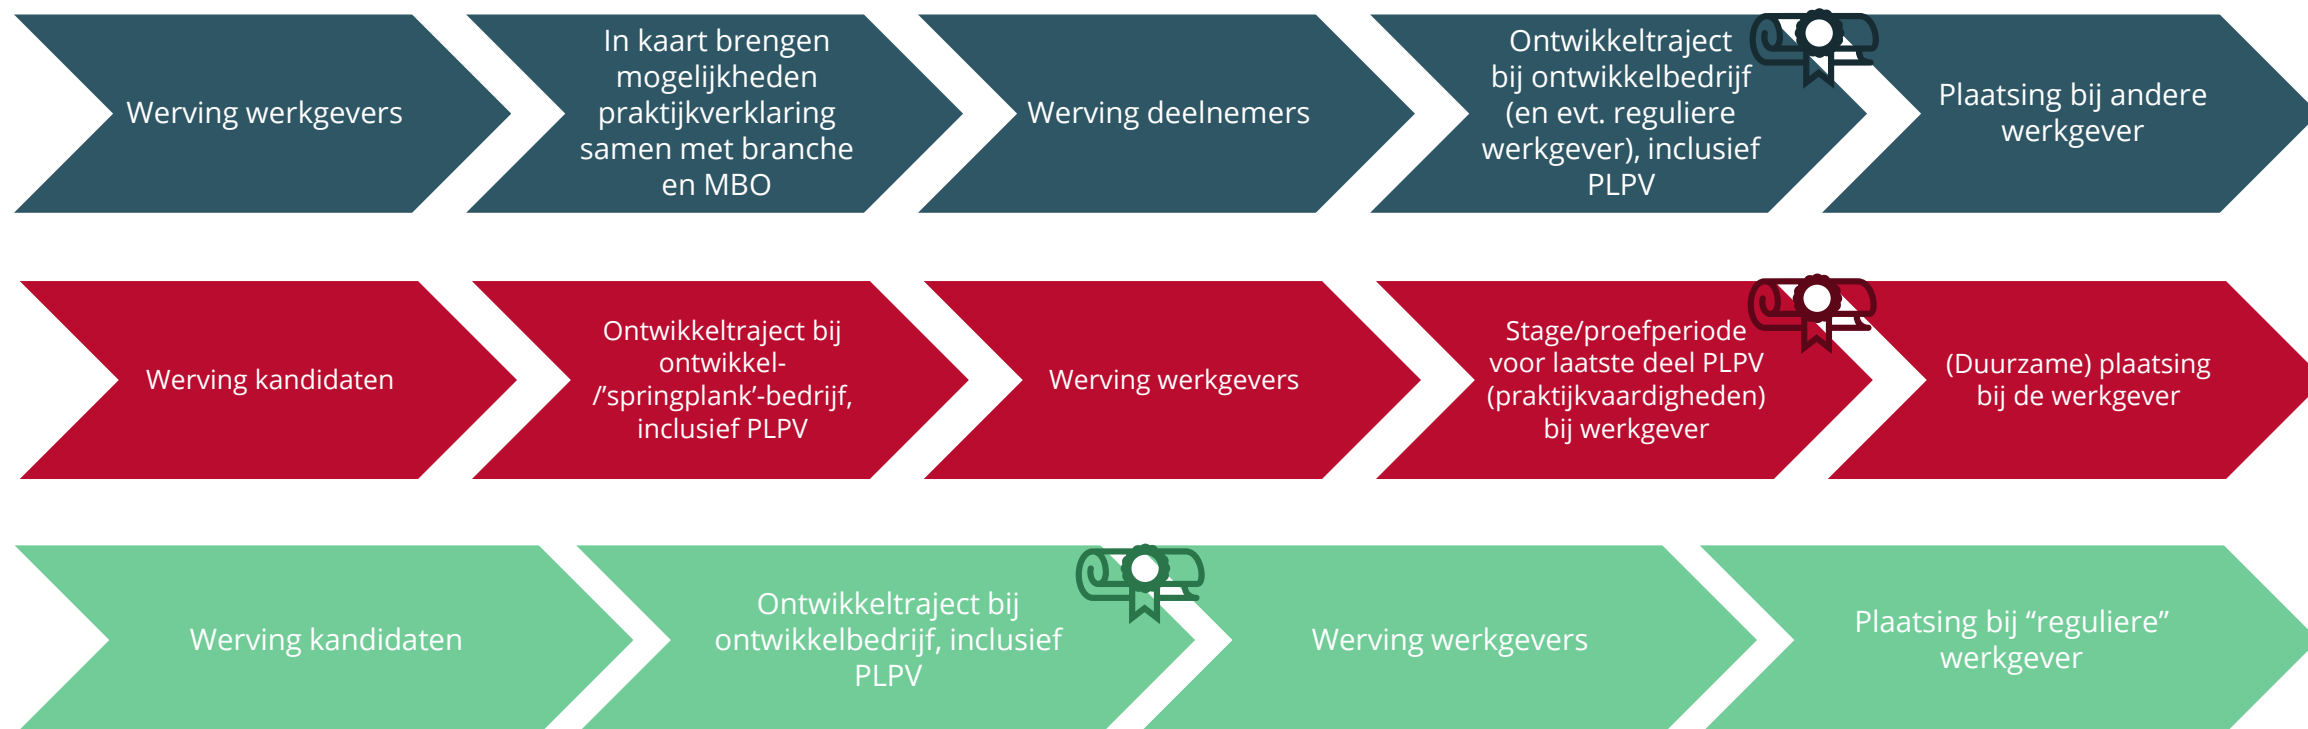 Werving werkgevers
In kaart brengen
mogelijkheden
praktijkverklaring
samen met branche
en MBO
Werving deelnemers
Ontwikkeltraject
bij ontwikkelbedrijf
(en evt. reguliere
werkgever), inclusief
PLPV
Plaatsing bij andere
werkgever
Werving kandidaten
Ontwikkeltraject bij
ontwikkel-
/’springplank’-bedrijf,
inclusief PLPV
Werving werkgevers
Stage/proefperiode
voor laatste deel PLPV
(praktijkvaardigheden)
bij werkgever
(Duurzame) plaatsing
bij de werkgever
Werving kandidaten
Ontwikkeltraject bij
ontwikkelbedrijf, inclusief
PLPV
Werving werkgevers
Plaatsing bij “reguliere”
werkgever